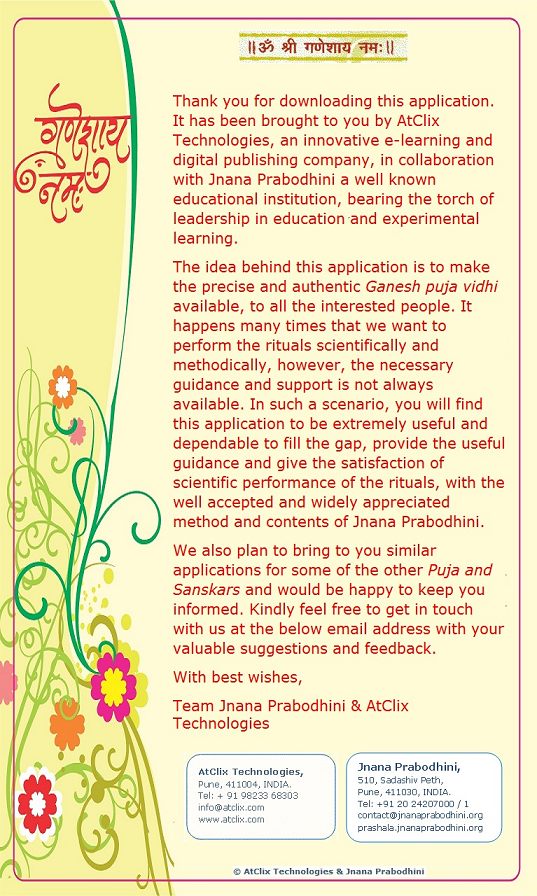 ॥ॐ श्री गणेशाय नमः॥
गणेशाय
नमः
Thank you for downloading this application.
It has been brought to you by AtClix
Technologies, an innovative e-learning and
digital publishing company, in collaboration
with Jnana Prabodhini a well known
educational institution, bearing the torch of
leadership in education and experimental
learning.
The idea behind this application is to make
the precise and authentic Ganesh puja vidhi
available, to all the interested people. It
happens many times that we want to
perform the rituals scientifically and
methodically, however, the necessary
guidance and support is not always
available. In such a scenario, you will find
this application to be extremely useful and
dependable to fill the gap, provide the useful
guidance and give the satisfaction of
scientific performance of the rituals, with the
well accepted and widely appreciated
method and contents of Jnana Prabodhini.
We also plan to bring to you similar
applications for some of the other Puja and
Sanskars and would be happy to keep you
informed. Kindly feel free to get in touch
with us at the below email address with your
valuable suggestions and feedback.
With best wishes,
Team Jnana Prabodhini & AtClix
Technologies
AtClix Technologies,
Pune, 411004, INDIA.
Tel: + 91 98233 68303
info@atclix.com
www.atclix.com
Jnana Prabodhini,
510, Sadashiv Peth,
Pune, 411030, INDIA.
Tel: +91 20 24207000 / 1
contact@jnanaprabodhini.org
prashala.jnanaprabodhini.org
© AtClix Technologies & Jnana Prabodhini